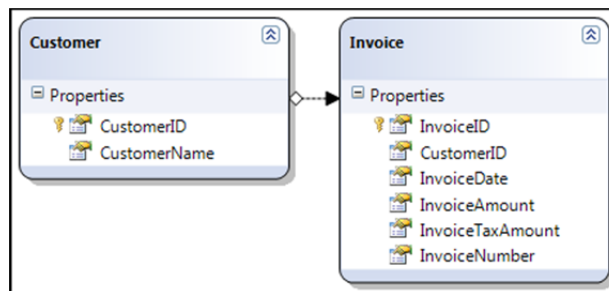 Customer
Properties
CustomerID
CustomerName
Invoice
Properties
InvoiceID
CustomerID
InvoiceDate
InvoiceAmount
InvoiceTaxAmount
InvoiceNumber